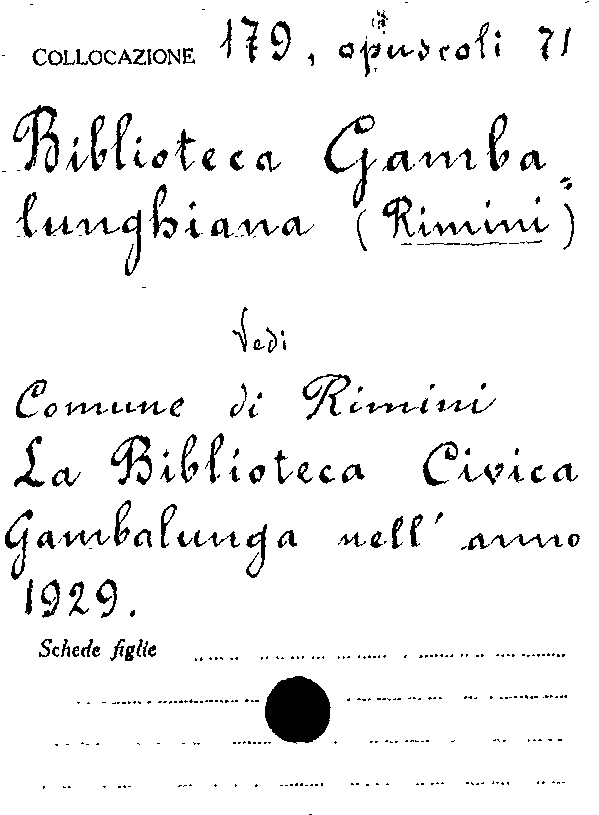 COLLOCAZIONE 179, opuscoli 71
Biblioteca Gamba=
lunghiana (Rimini)
Vedi
Comune di Rimini
La Biblioteca Civica
Gambalunga nell' anno
1929.
Schede figlie